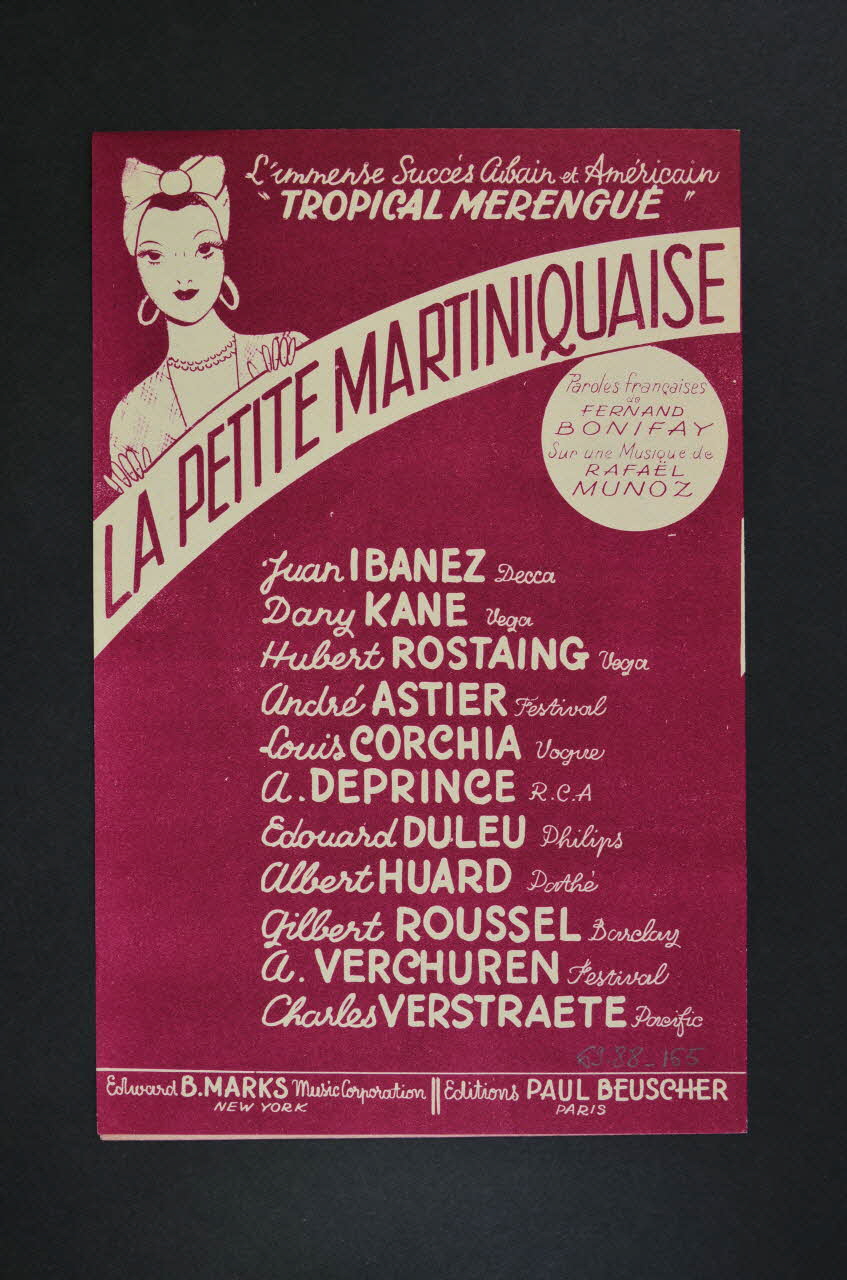 L'immense Succès Cubain et Américain
"TROPICAL MERENGUE"
LA PETITE MARTINIQUAISE
Paroles françaises
de
FERNAND
BONIFAY
Sur une Musique de
RAFAËL
MUNOZ
Juan IBANEZ Decca
Dany KANE Vega
Hubert ROSTAING Vega
André ASTIER Festival
Louis CORCHIA Vogue
A. DEPRINCE R.C.A
Edouard DULEU Philips
Albert HUARD Pathé
Gilbert ROUSSEL Barclay
A. VERCHUREN Festival
Charles VERSTRAETE Pacific
Edward B. MARKS Music Corporation || Editions PAUL BEUSCHER
NEW YORK PARIS